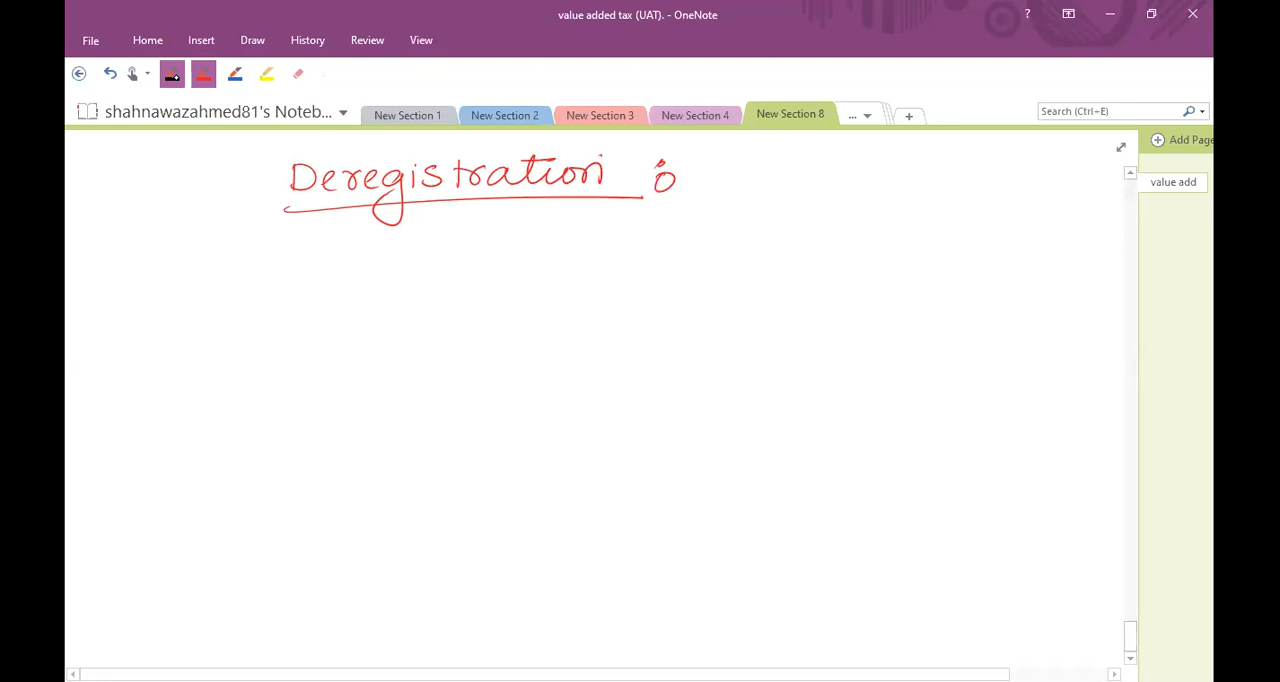 value added tax (UAT). - OneNote
?
File Home Insert Draw History Review View
shahnawazahmed81's Noteb... New Section 1 New Section 2 New Section 3 New Section 4 New Section 8 ... + Search (Ctrl+E)
Add Page
value add
Deregistration :